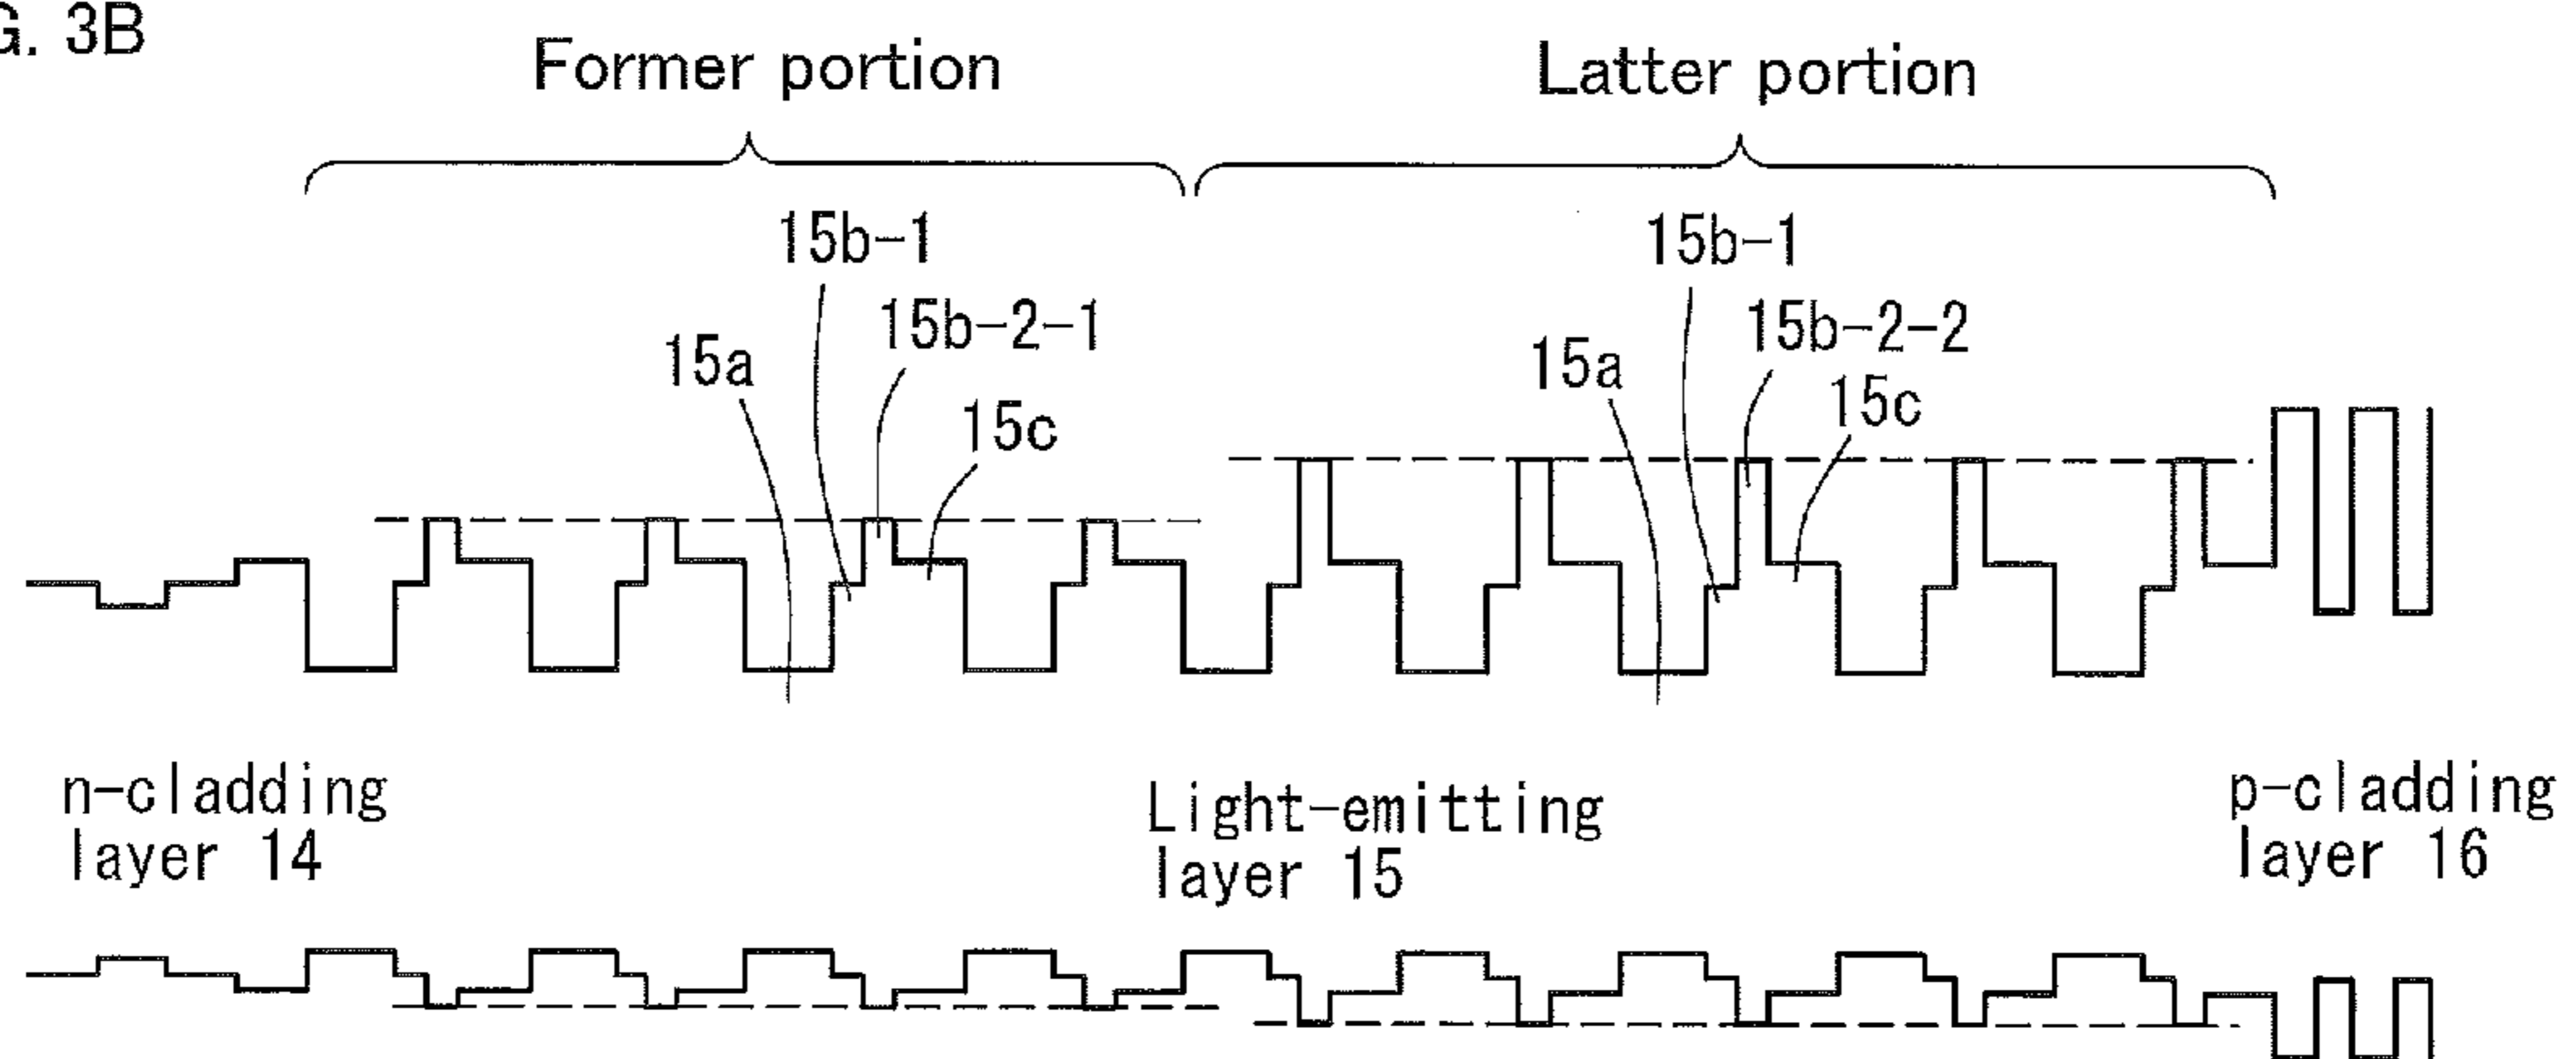 G. 3B
Former portion
Latter portion
15b-1
15b-1
15b-2-1
15b-2-2
15a
15a
15c
15c
n-cladding
layer 14
Light-emitting
layer 15
p-cladding
layer 16